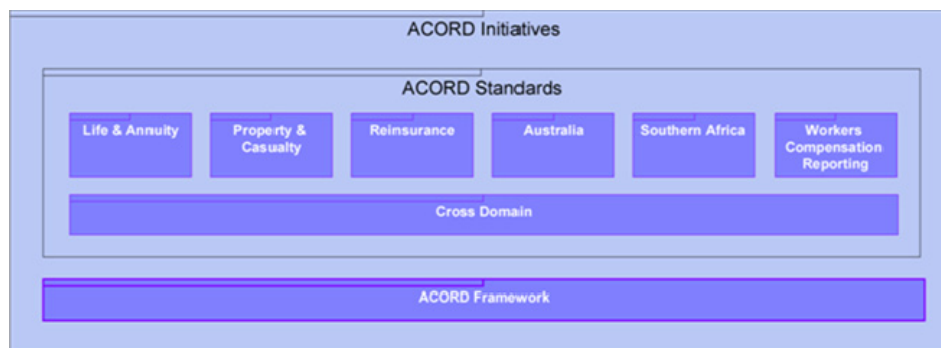 ACORD Initiatives
ACORD Standards
Life & Annuity
Property &
Casualty
Reinsurance
Australia
Southern Africa
Workers
Compensation
Reporting
Cross Domain
ACORD Framework